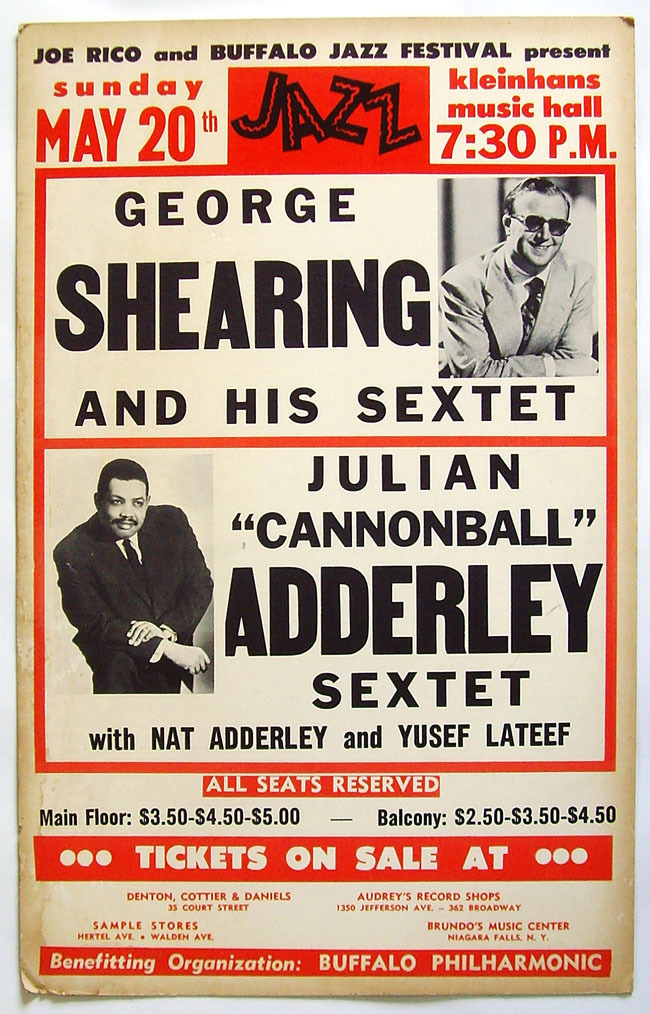 JOE RICO and BUFFALO JAZZ FESTIVAL present
sunday
MAY 20th
JAZZ
kleinhans
music hall
7:30 P.M.
GEORGE
SHEARING
AND HIS SEXTET
JULIAN
"CANNONBALL"
ADDERLEY
SEXTET
with NAT ADDERLEY and YUSEF LATEEF
ALL SEATS RESERVED
Main Floor: $3.50-$4.50-$5.00 — Balcony: $2.50-$3.50-$4.50
••• TICKETS ON SALE AT •••
DENTON, COTTIER & DANIELS
35 COURT STREET
AUDREY'S RECORD SHOPS
1350 JEFFERSON AVE. – 362 BROADWAY
SAMPLE STORES
HERTEL AVE. • WALDEN AVE.
BRUNDO'S MUSIC CENTER
NIAGARA FALLS, N. Y.
Benefitting Organization: BUFFALO PHILHARMONIC